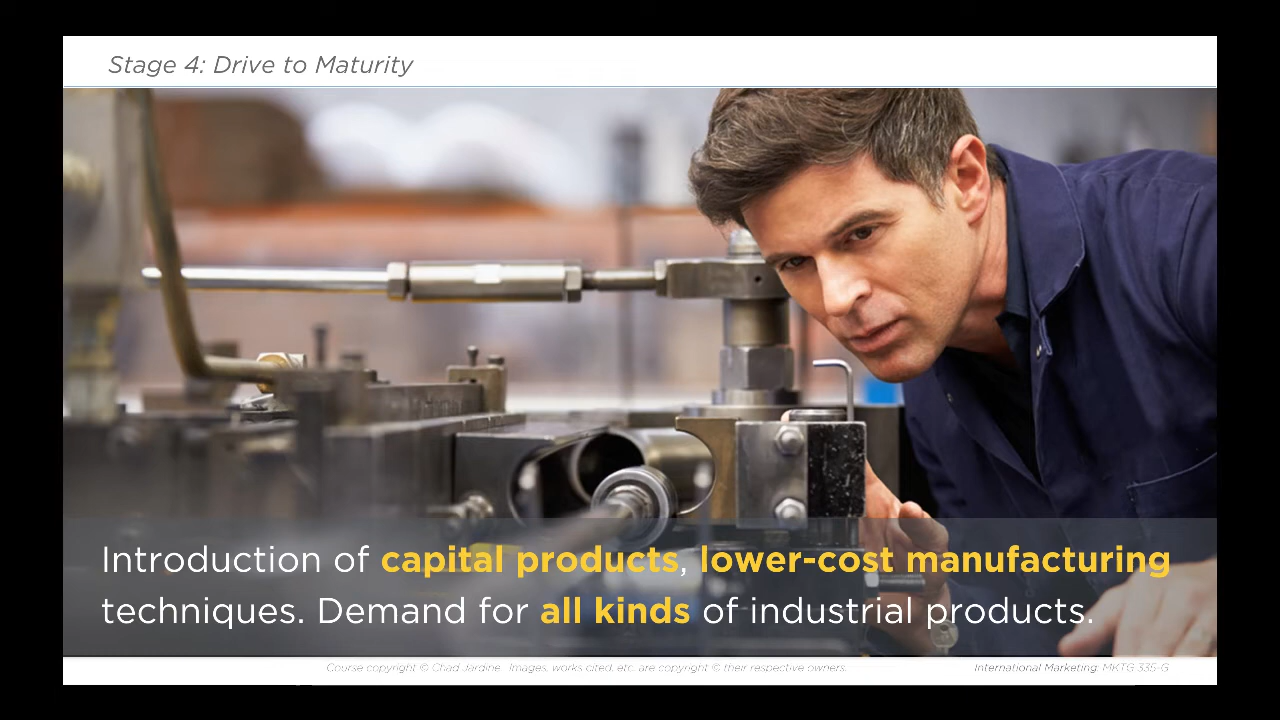 Stage 4: Drive to Maturity
Introduction of capital products, lower-cost manufacturing
techniques. Demand for all kinds of industrial products.
Course copyright © Chad Jardine. Images, works cited, etc. are copyright © their respective owners.
International Marketing: MKTG 335-G